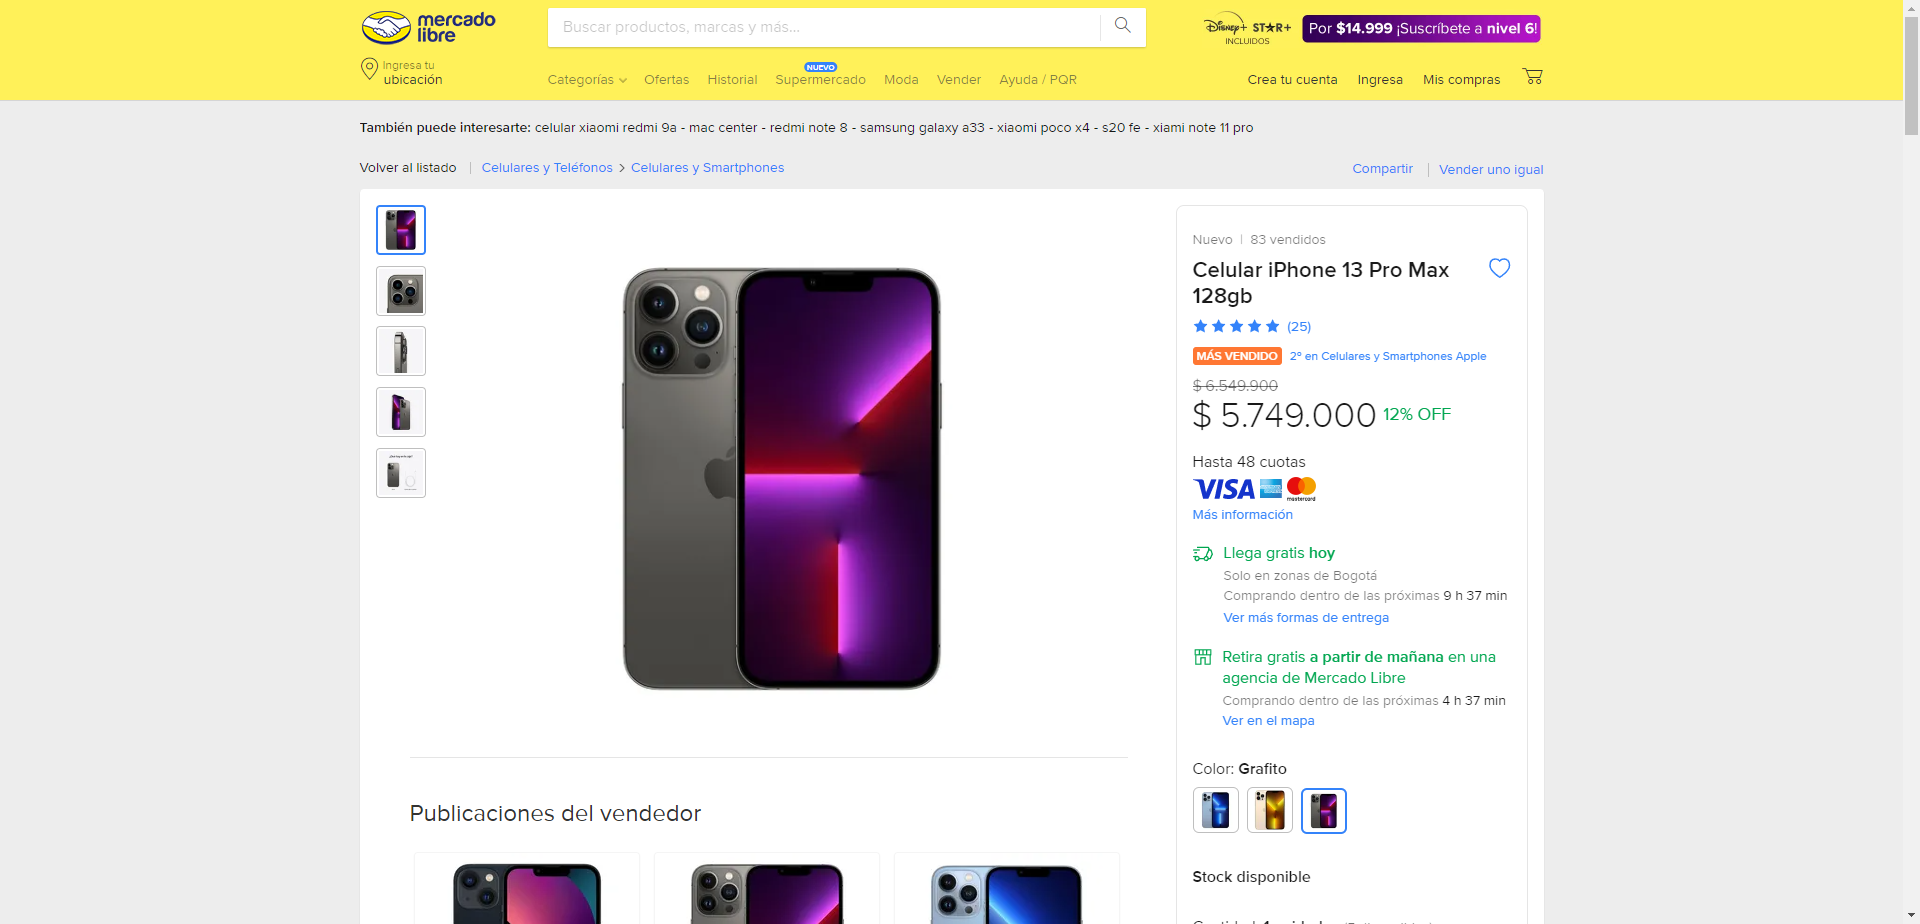 mercado
libre
Buscar productos, marcas y más...
Disney+ STAR+
INCLUIDOS
Por $14.999 ¡Suscríbete a nivel 6!
Ingresa tu
ubicación
Categorías
Ofertas
Historial
NUEVO
Supermercado
Moda
Vender
Ayuda / PQR
Crea tu cuenta
Ingresa
Mis compras
También puede interesarte: celular xiaomi redmi 9a - mac center - redmi note 8 - samsung galaxy a33 - xiaomi poco x4 - s20 fe - xiami note 11 pro
Volver al listado | Celulares y Teléfonos > Celulares y Smartphones
Compartir | Vender uno igual
Nuevo | 83 vendidos
Celular iPhone 13 Pro Max
128gb
(25)
MÁS VENDIDO 2º en Celulares y Smartphones Apple
$ 6.549.900
$ 5.749.000 12% OFF
Hasta 48 cuotas
VISA
mastercard
Más información
Llega gratis hoy
Solo en zonas de Bogotá
Comprando dentro de las próximas 9 h 37 min
Ver más formas de entrega
Retira gratis a partir de mañana en una
agencia de Mercado Libre
Comprando dentro de las próximas 4 h 37 min
Ver en el mapa
Color: Grafito
Stock disponible
Publicaciones del vendedor